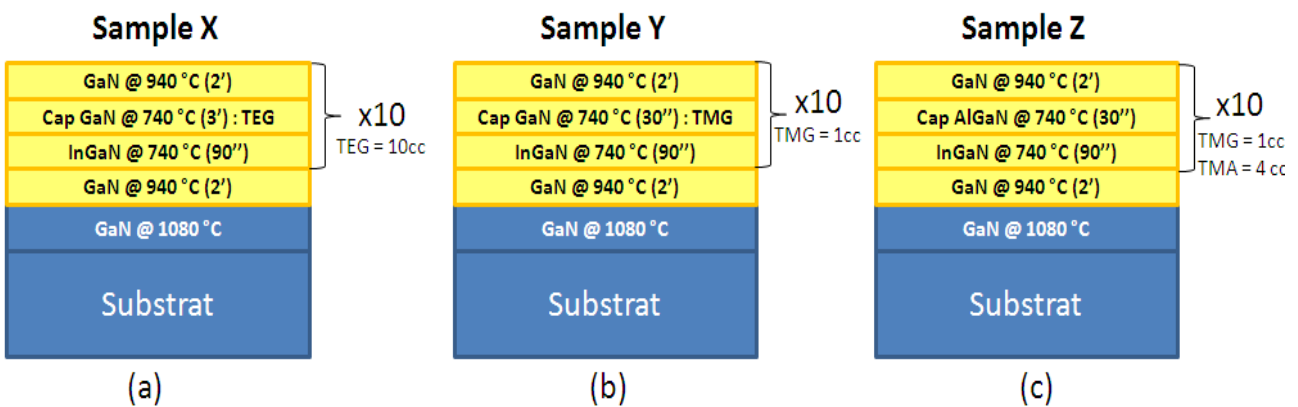 Sample X
GaN @ 940 °C (2')
Cap GaN @ 740 °C (3') : TEG
InGaN @ 740 °C (90'')
GaN @ 940 °C (2')
GaN @ 1080 °C
Substrat
x10
TEG = 10cc
(a)
Sample Y
GaN @ 940 °C (2')
Cap GaN @ 740 °C (30'') : TMG
InGaN @ 740 °C (90'')
GaN @ 940 °C (2')
GaN @ 1080 °C
Substrat
x10
TMG = 1cc
(b)
Sample Z
GaN @ 940 °C (2')
Cap AlGaN @ 740 °C (30'')
InGaN @ 740 °C (90'')
GaN @ 940 °C (2')
GaN @ 1080 °C
Substrat
x10
TMG = 1cc
TMA = 4 cc
(c)